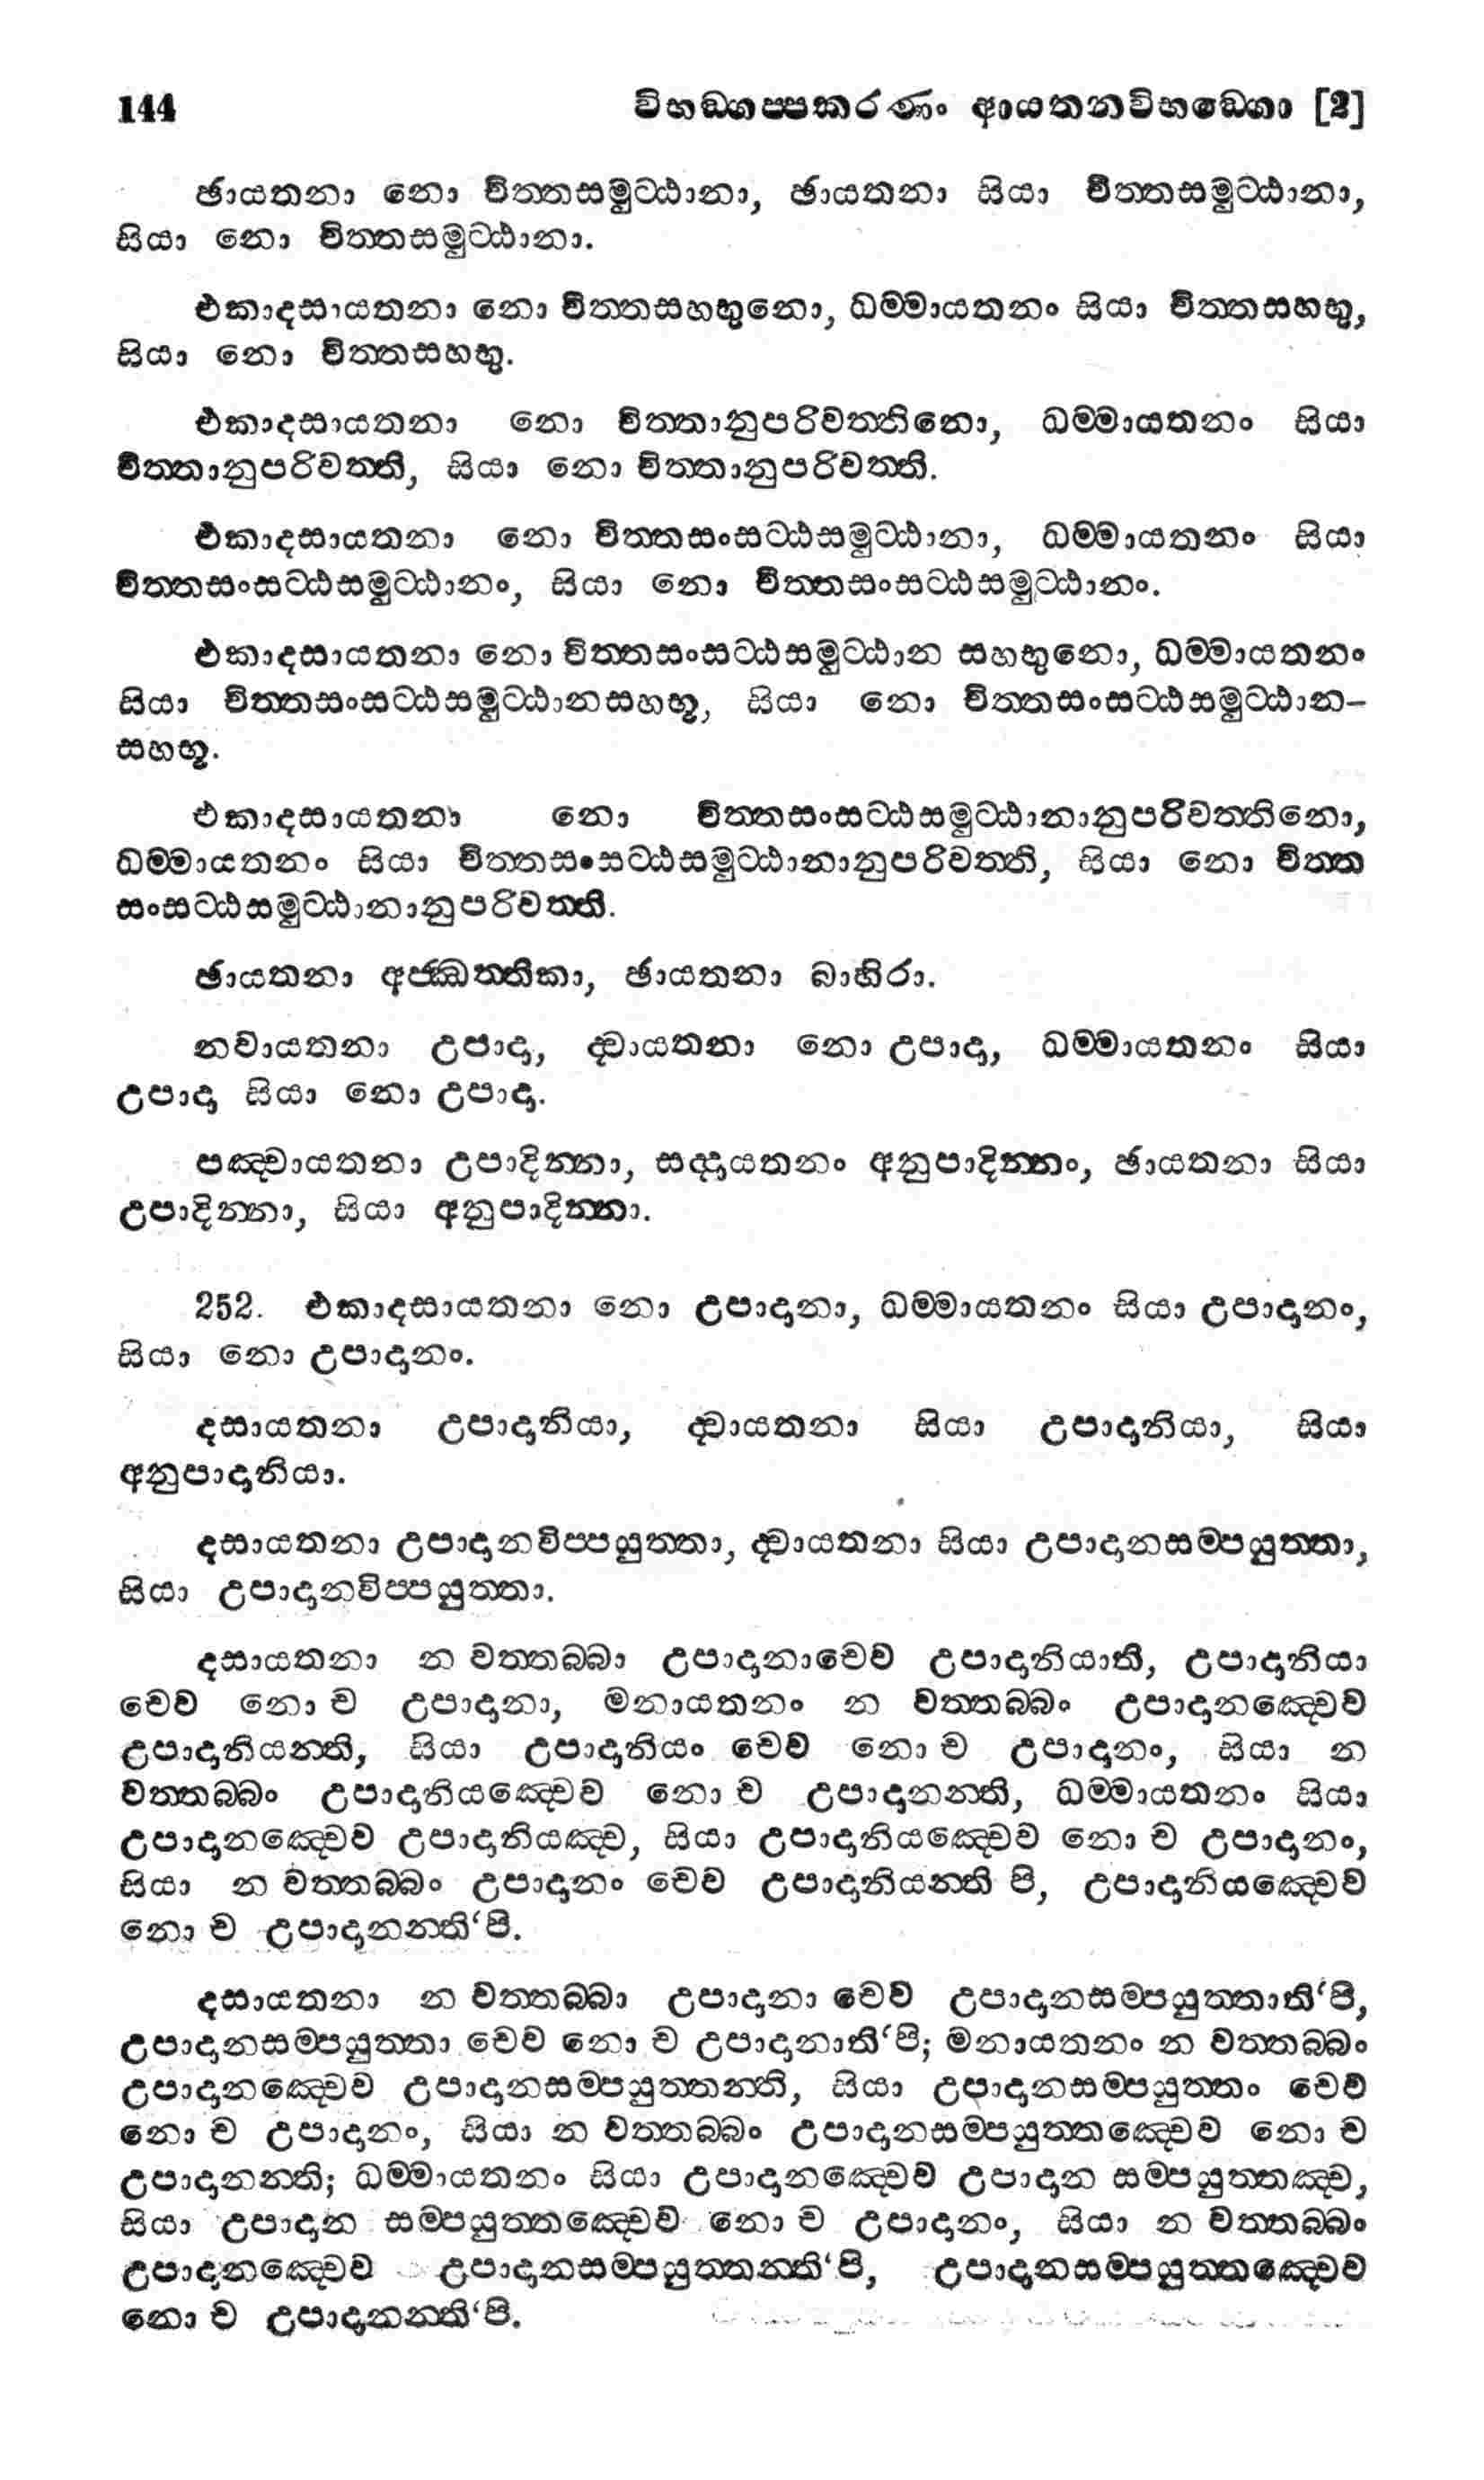 144 විභඞ්ගප්පකරණං ආයතනවිභඞ්ගො [2]
ඡායතනා නො චිත්තසමුට්ඨානා, ඡායතනා සියා චිත්තසමුට්ඨානා,
සියා නො චිත්තසමුට්ඨානා.
එකාදසායතනා නො චිත්තසහභුනො, ධම්මායතනං සියා චිත්තසහභු,
සියා නො චිත්තසහභු.
එකාදසායතනා නො චිත්තානුපරිවත්තිනො, ධම්මායතනං සියා
චිත්තානුපරිවත්ති, සියා නො චිත්තානුපරිවත්ති.
එකාදසායතනා නො චිත්තසංසට්ඨසමුට්ඨානා, ධම්මායතනං සියා
චිත්තසංසට්ඨසමුට්ඨානං, සියා නො චිත්තසංසට්ඨසමුට්ඨානං.
එකාදසායතනා නො චිත්තසංසට්ඨසමුට්ඨාන සහභුනො, ධම්මායතනං
සියා චිත්තසංසට්ඨසමුට්ඨානසහභූ, සියා නො චිත්තසංසට්ඨසමුට්ඨාන-
සහභූ.
එකාදසායතනා නො චිත්තසංසට්ඨසමුට්ඨානානුපරිවත්තිනො,
ධම්මායතනං සියා චිත්තසංසට්ඨසමුට්ඨානානුපරිවත්ති, සියා නො චිත්ත
සංසට්ඨසමුට්ඨානානුපරිවත්ති.
ඡායතනා අජ්ඣත්තිකා, ඡායතනා බාහිරා.
නවායතනා උපාදා, ද්වායතනා නො උපාදා, ධම්මායතනං සියා
උපාදා සියා නො උපාදා.
පඤ්චායතනා උපාදින්නා, සද්දායතනං අනුපාදින්නං, ඡායතනා සියා
උපාදින්නා, සියා අනුපාදින්නා.
252. එකාදසායතනා නො උපාදානා, ධම්මායතනං සියා උපාදානං,
සියා නො උපාදානං.
දසායතනා උපාදානියා, ද්වායතනා සියා උපාදානියා, සියා
අනුපාදානියා.
දසායතනා උපාදානවිප්පයුත්තා, ද්වායතනා සියා උපාදානසම්පයුත්තා,
සියා උපාදානවිප්පයුත්තා.
දසායතනා න වත්තබ්බා උපාදානාචෙව උපාදානියාති, උපාදානියා
චෙව නො ච උපාදානා, මනායතනං න වත්තබ්බං උපාදානඤ්චෙව
උපාදානියන්ති, සියා උපාදානියං චෙව නො ච උපාදානං, සියා න
වත්තබ්බං උපාදානියඤ්චෙව නො ච උපාදානන්ති, ධම්මායතනං සියා
උපාදානඤ්චෙව උපාදානියඤ්ච, සියා උපාදානියඤ්චෙව නො ච උපාදානං,
සියා න වත්තබ්බං උපාදානං චෙව උපාදානියන්ති පි, උපාදානියඤ්චෙව
නො ච උපාදානන්ති‘පි.
දසායතනා න වත්තබ්බා උපාදානා චෙව උපාදානසම්පයුත්තාති‘පි,
උපාදානසම්පයුත්තා චෙව නො ච උපාදානාති‘පි; මනායතනං න වත්තබ්බං
උපාදානඤ්චෙව උපාදානසම්පයුත්තන්ති, සියා උපාදානසම්පයුත්තං චෙව
නො ච උපාදානං, සියා න වත්තබ්බං උපාදානසම්පයුත්තඤ්චෙව නො ච
උපාදානන්ති; ධම්මායතනං සියා උපාදානඤ්චෙව උපාදාන සම්පයුත්තඤ්ච,
සියා උපාදාන සම්පයුත්තඤ්චෙව නො ච උපාදානං, සියා න වත්තබ්බං
උපාදානඤ්චෙව උපාදානසම්පයුත්තන්ති‘පි, උපාදානසම්පයුත්තඤ්චෙව
නො ච උපාදානන්ති‘පි.